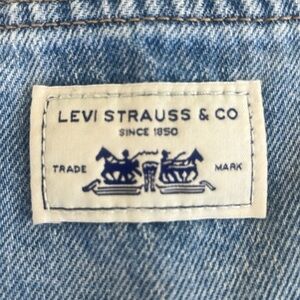 LEVI STRAUSS & CO
SINCE 1850
TRADE MARK